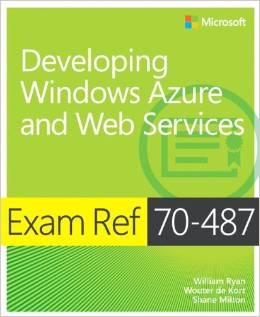 Microsoft
Developing
Windows Azure
and Web Services
Exam Ref 70-487
William Ryan
Wouter de Kort
Shane Milton